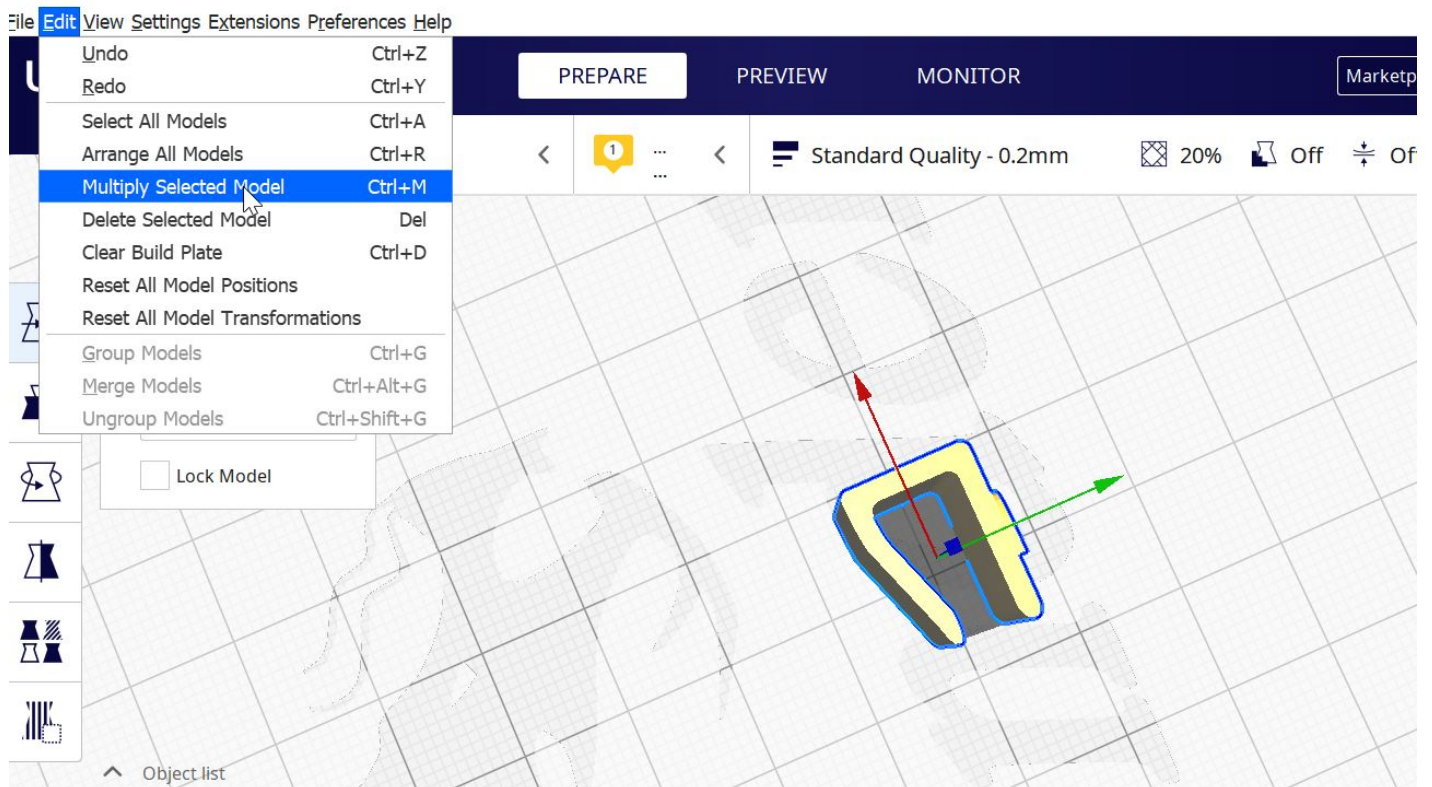 File Edit View Settings Extensions Preferences Help
Undo Ctrl+Z
Redo Ctrl+Y
Select All Models Ctrl+A
Arrange All Models Ctrl+R
Multiply Selected Model Ctrl+M
Delete Selected Model Del
Clear Build Plate Ctrl+D
Reset All Model Positions
Reset All Model Transformations
Group Models Ctrl+G
Merge Models Ctrl+Alt+G
Ungroup Models Ctrl+Shift+G
U
PREPARE PREVIEW MONITOR Marketp
1 ... ... Standard Quality - 0.2mm 20% Off Of
Lock Model
Object list